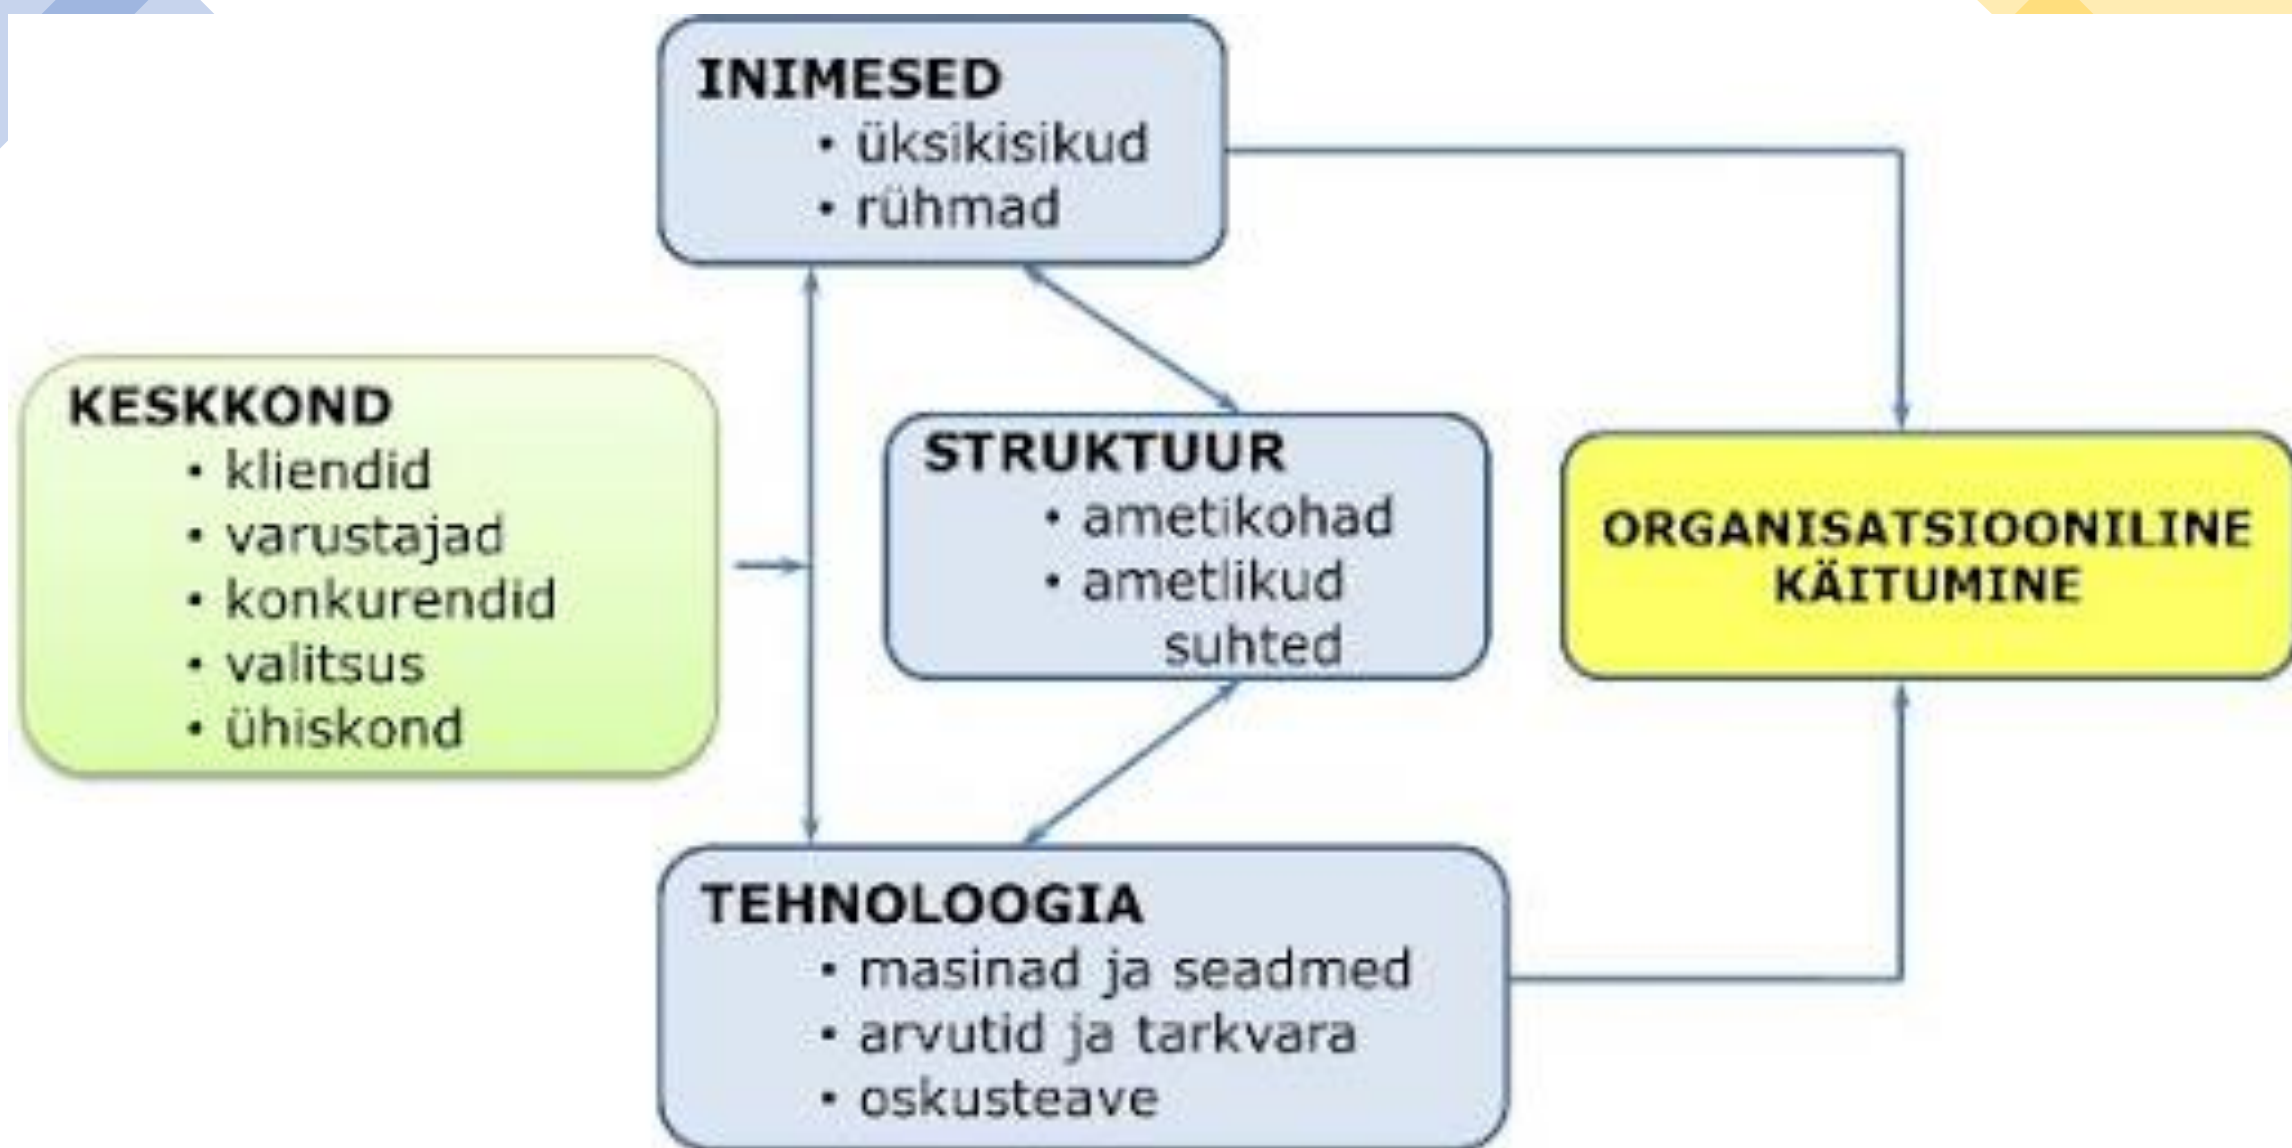 INIMESED
• üksikisikud
• rühmad
KESKKOND
• kliendid
• varustajad
• konkurendid
• valitsus
• ühiskond
STRUKTUUR
• ametikohad
• ametlikud
suhted
ORGANISATSIOONILINE
KÄITUMINE
TEHNOLOOGIA
• masinad ja seadmed
• arvutid ja tarkvara
• oskusteave